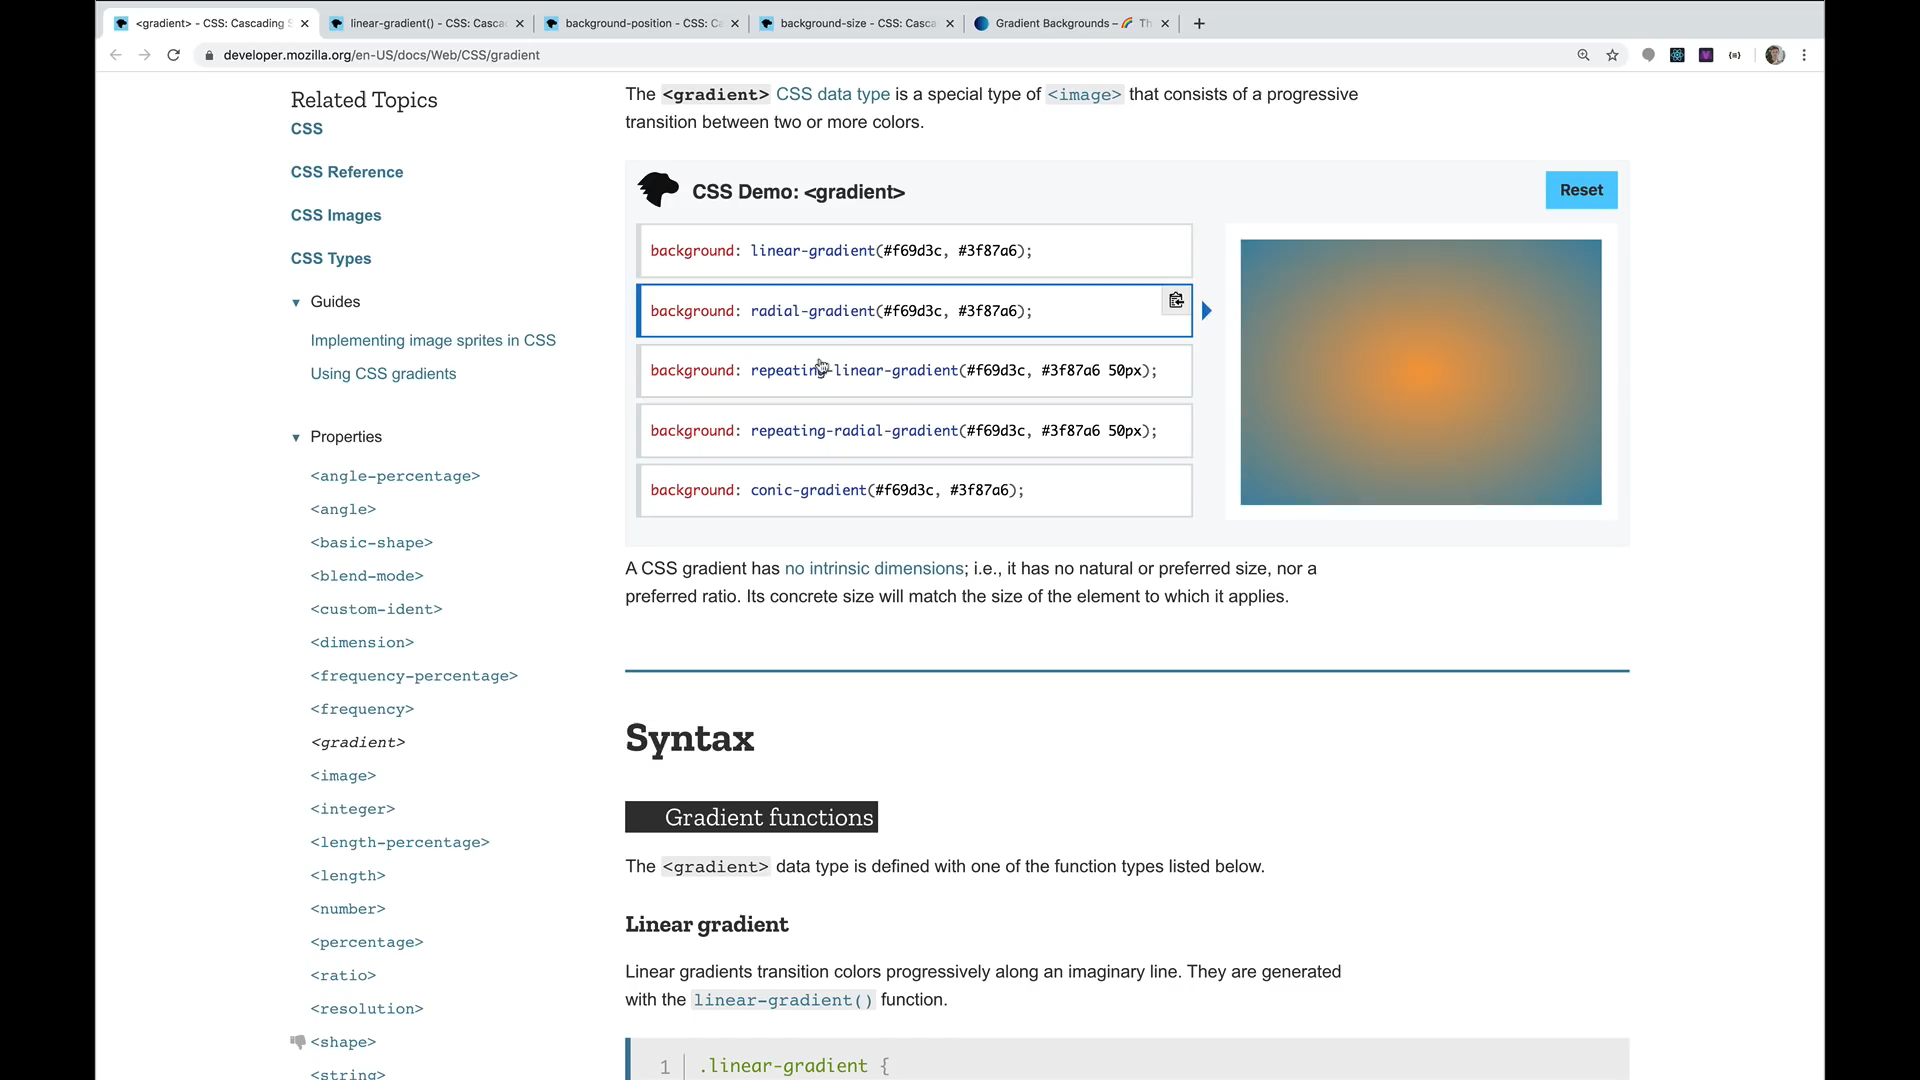 <gradient> - CSS: Cascading S
linear-gradient() - CSS: Casca
background-position - CSS: Ca
background-size - CSS: Casca
Gradient Backgrounds – 🌈 Th
developer.mozilla.org/en-US/docs/Web/CSS/gradient
Related Topics
CSS
CSS Reference
CSS Images
CSS Types
▼ Guides
Implementing image sprites in CSS
Using CSS gradients
▼ Properties
<angle-percentage>
<angle>
<basic-shape>
<blend-mode>
<custom-ident>
<dimension>
<frequency-percentage>
<frequency>
<gradient>
<image>
<integer>
<length-percentage>
<length>
<number>
<percentage>
<ratio>
<resolution>
<shape>
<string>
The <gradient> CSS data type is a special type of <image> that consists of a progressive
transition between two or more colors.
CSS Demo: <gradient>
Reset
background: linear-gradient(#f69d3c, #3f87a6);
background: radial-gradient(#f69d3c, #3f87a6);
background: repeating-linear-gradient(#f69d3c, #3f87a6 50px);
background: repeating-radial-gradient(#f69d3c, #3f87a6 50px);
background: conic-gradient(#f69d3c, #3f87a6);
A CSS gradient has no intrinsic dimensions; i.e., it has no natural or preferred size, nor a
preferred ratio. Its concrete size will match the size of the element to which it applies.
Syntax
Gradient functions
The <gradient> data type is defined with one of the function types listed below.
Linear gradient
Linear gradients transition colors progressively along an imaginary line. They are generated
with the linear-gradient() function.
1 .linear-gradient {